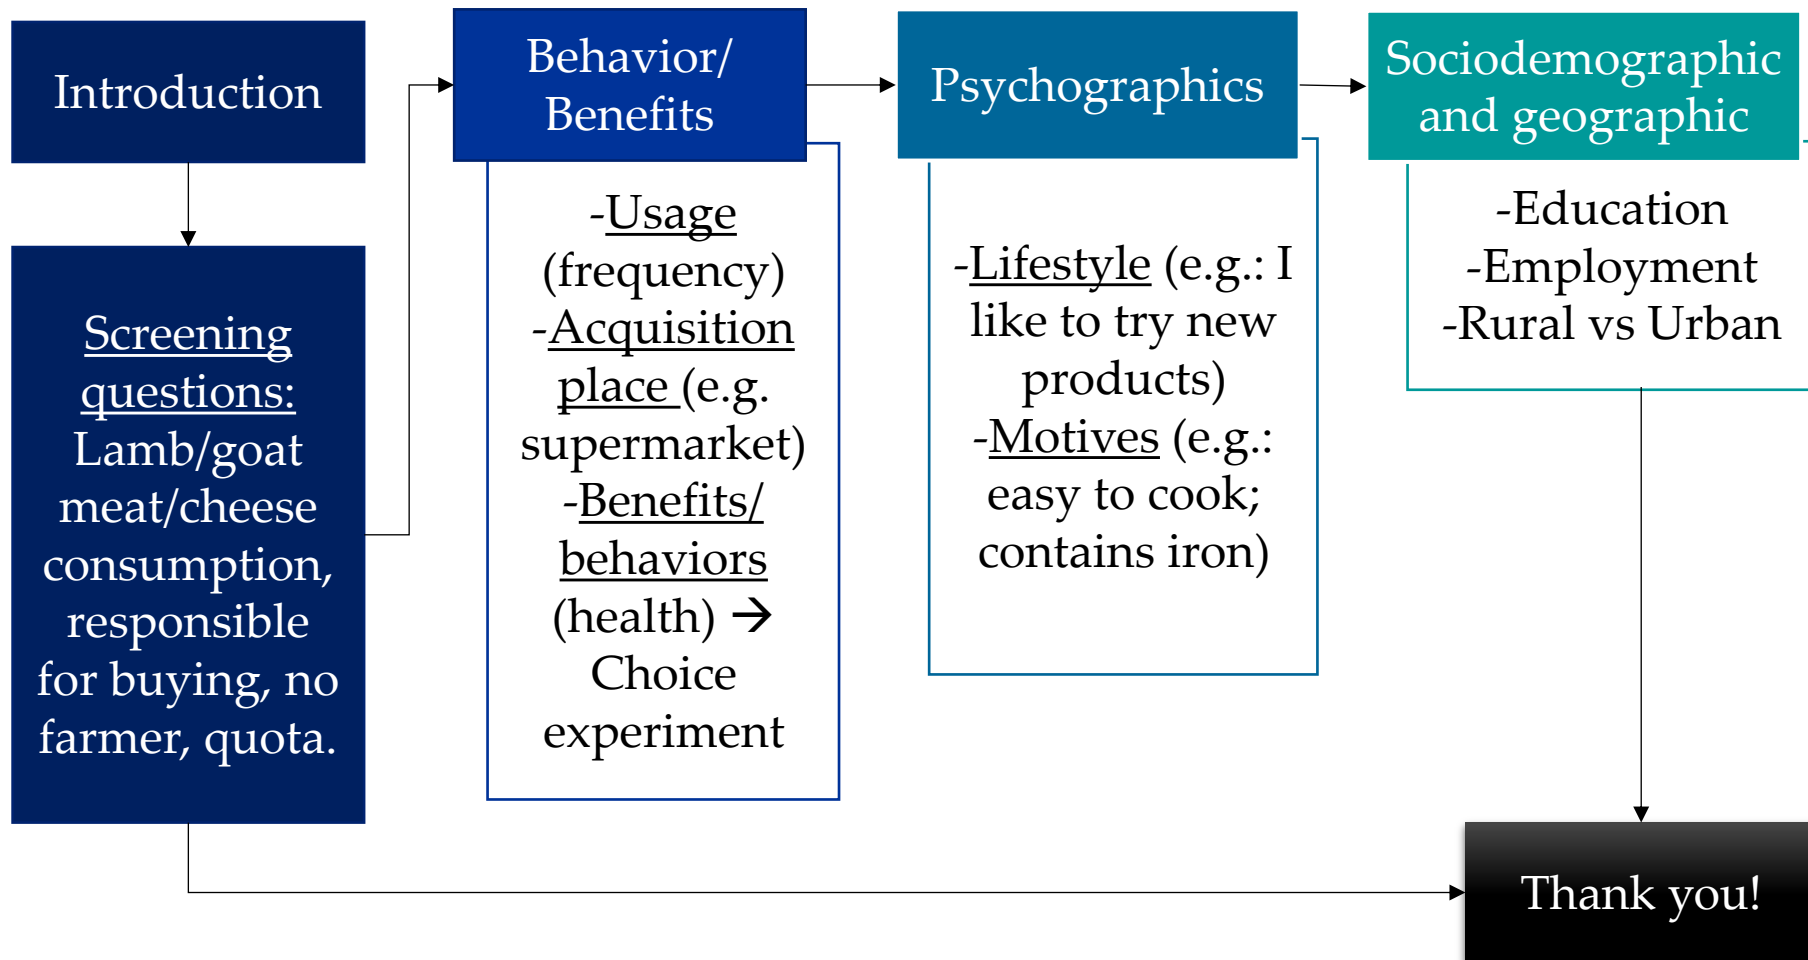 Introduction
Screening
questions:
Lamb/goat
meat/cheese
consumption,
responsible
for buying, no
farmer, quota.
Behavior/
Benefits
-Usage
(frequency)
-Acquisition
place (e.g.
supermarket)
-Benefits/
behaviors
(health) →
Choice
experiment
Psychographics
-Lifestyle (e.g.: I
like to try new
products)
-Motives (e.g.:
easy to cook;
contains iron)
Sociodemographic
and geographic
-Education
-Employment
-Rural vs Urban
Thank you!